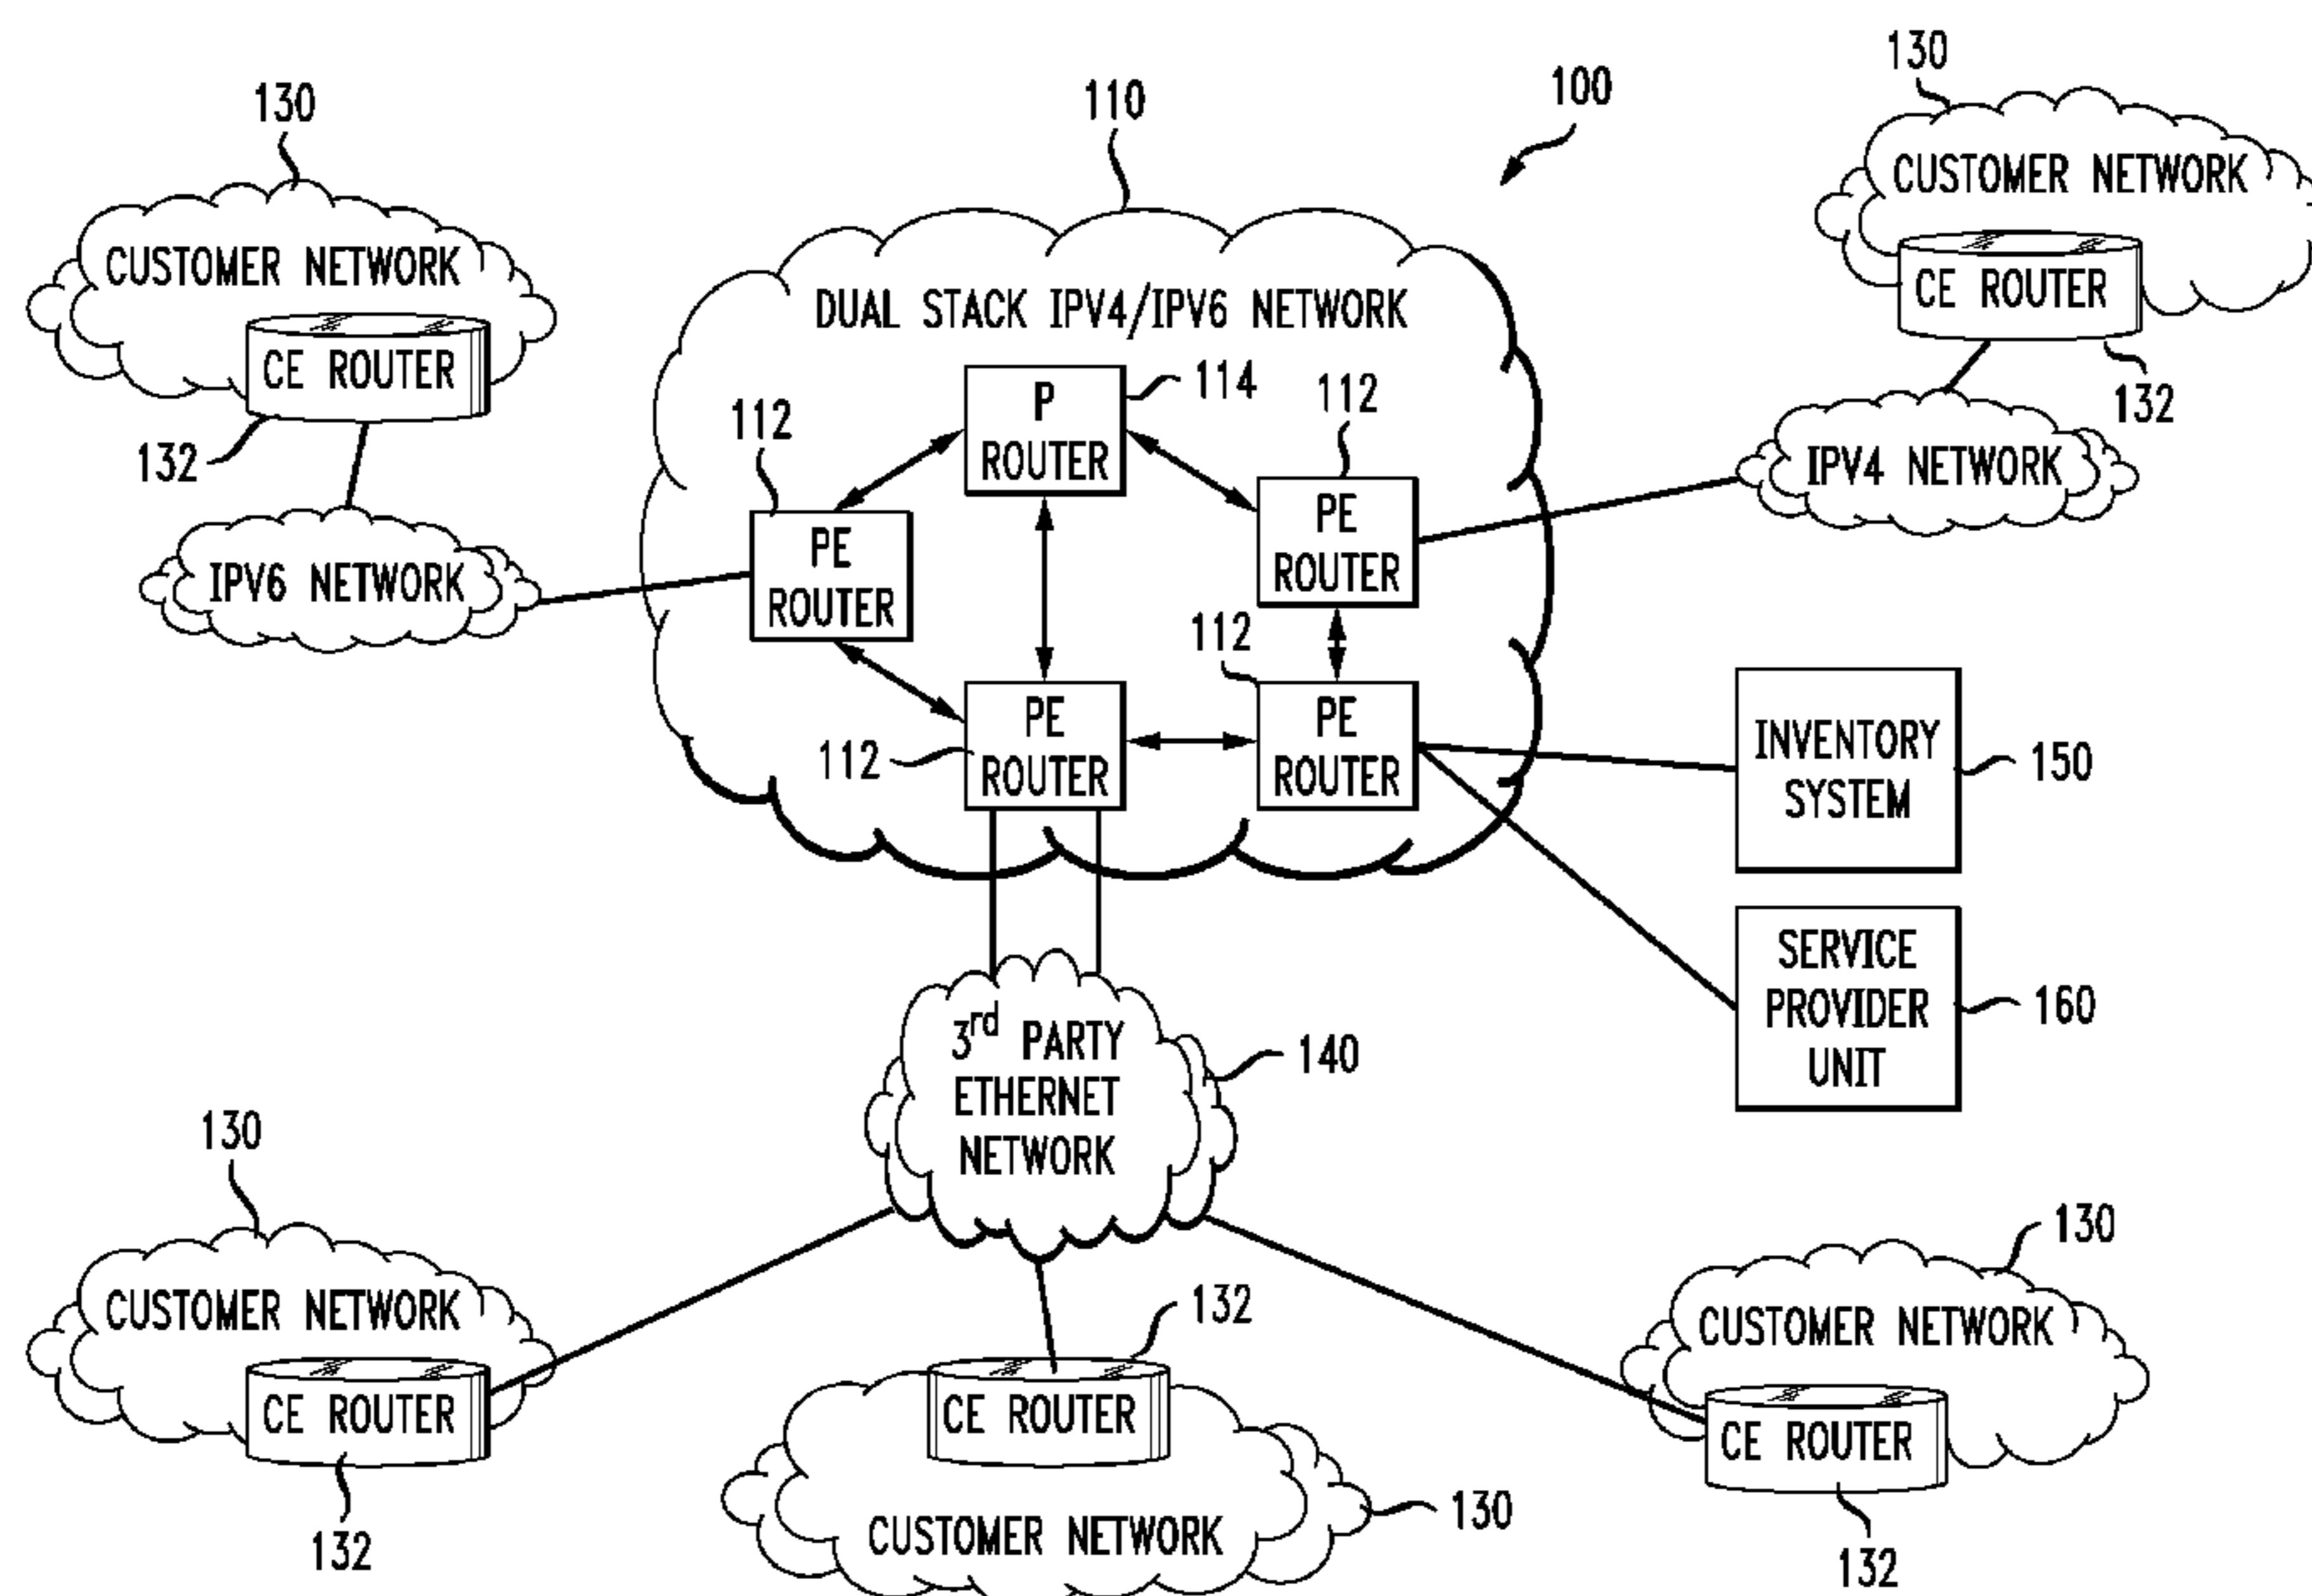 130
110
100
130
CUSTOMER NETWORK
CE ROUTER
132
IPV6 NETWORK
DUAL STACK IPV4/IPV6 NETWORK
P
ROUTER
114
112
PE
ROUTER
112
PE
ROUTER
112
PE
ROUTER
112
PE
ROUTER
CUSTOMER NETWORK
CE ROUTER
132
IPV4 NETWORK
INVENTORY
SYSTEM
150
SERVICE
PROVIDER
UNIT
160
3rd PARTY
ETHERNET
NETWORK
140
130
CUSTOMER NETWORK
CE ROUTER
132
132
CE ROUTER
CUSTOMER NETWORK
130
130
CUSTOMER NETWORK
CE ROUTER
132